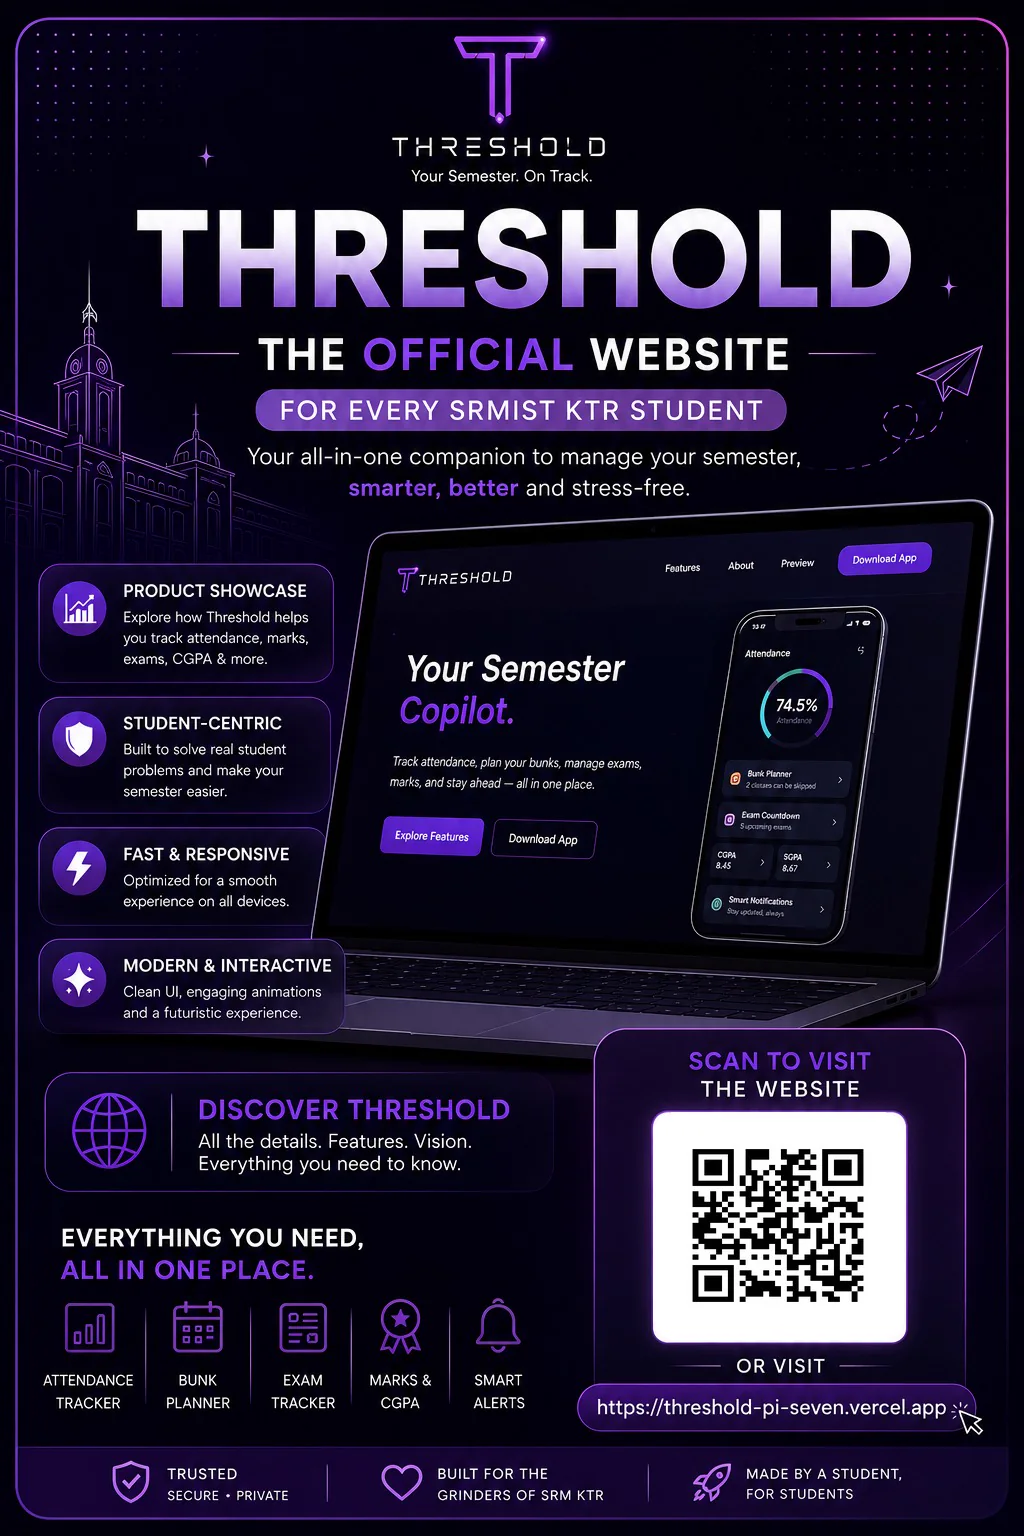 THRESHOLD
Your Semester. On Track.
THRESHOLD
THE OFFICIAL WEBSITE
FOR EVERY SRMIST KTR STUDENT
Your all-in-one companion to manage your semester,
smarter, better and stress-free.
PRODUCT SHOWCASE
Explore how Threshold helps
you track attendance, marks,
exams, CGPA & more.
STUDENT-CENTRIC
Built to solve real student
problems and make your
semester easier.
FAST & RESPONSIVE
Optimized for a smooth
experience on all devices.
MODERN & INTERACTIVE
Clean UI, engaging animations
and a futuristic experience.
THRESHOLD
Features About Preview Download App
Your Semester
Copilot.
Track attendance, plan your bunks, manage exams,
marks, and stay ahead — all in one place.
Explore Features Download App
Attendance
74.5%
Attendance
Bunk Planner
2 classes can be skipped
Exam Countdown
5 upcoming exams
CGPA
8.45
SGPA
8.67
Smart Notifications
Stay updated, always
DISCOVER THRESHOLD
All the details. Features. Vision.
Everything you need to know.
EVERYTHING YOU NEED,
ALL IN ONE PLACE.
ATTENDANCE
TRACKER
BUNK
PLANNER
EXAM
TRACKER
MARKS &
CGPA
SMART
ALERTS
SCAN TO VISIT
THE WEBSITE
OR VISIT
https://threshold-pi-seven.vercel.app
TRUSTED
SECURE • PRIVATE
BUILT FOR THE
GRINDERS OF SRM KTR
MADE BY A STUDENT,
FOR STUDENTS